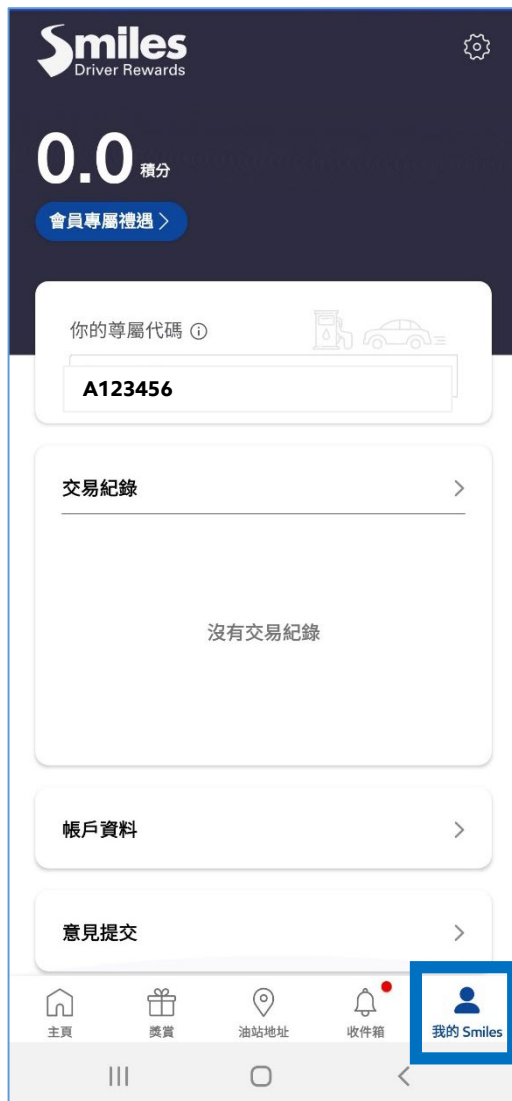 Smiles
Driver Rewards
0.0 積分
會員專屬禮遇
你的尊屬代碼
A123456
交易紀錄
沒有交易紀錄
帳戶資料
意見提交
主頁
獎賞
油站地址
收件箱
我的 Smiles